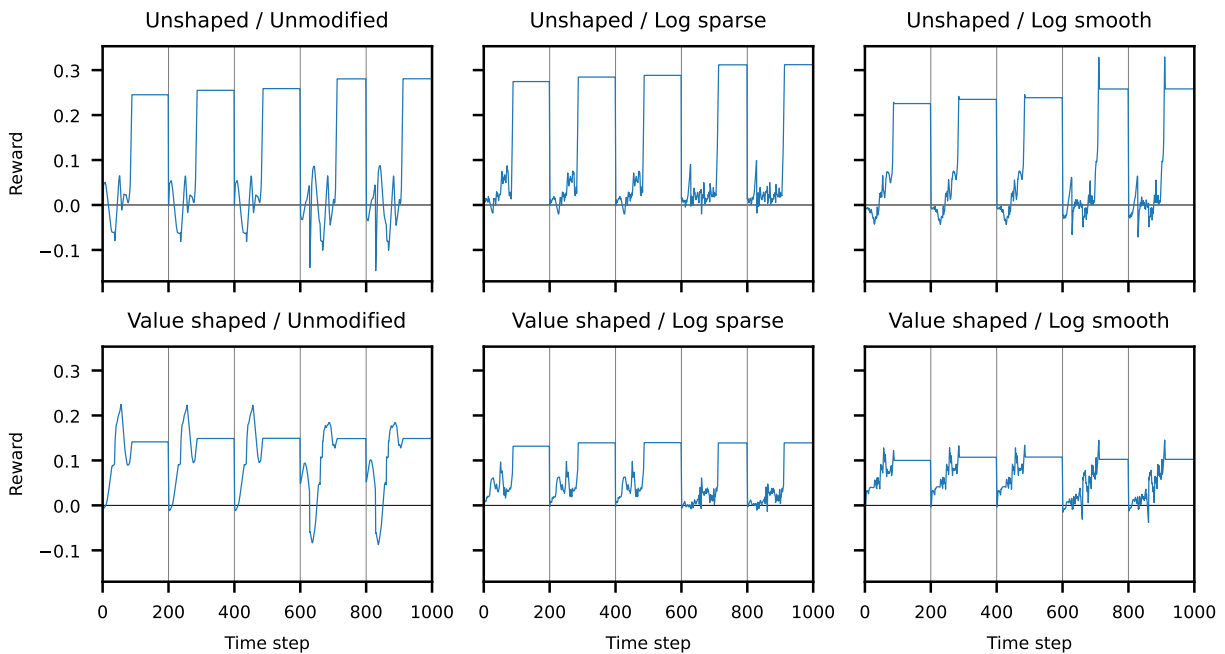 Unshaped / Unmodified
Unshaped / Log sparse
Unshaped / Log smooth
Reward
0.3
0.2
0.1
0.0
−0.1
Value shaped / Unmodified
Value shaped / Log sparse
Value shaped / Log smooth
Reward
0.3
0.2
0.1
0.0
−0.1
0 200 400 600 800 1000
0 200 400 600 800 1000
0 200 400 600 800 1000
Time step
Time step
Time step